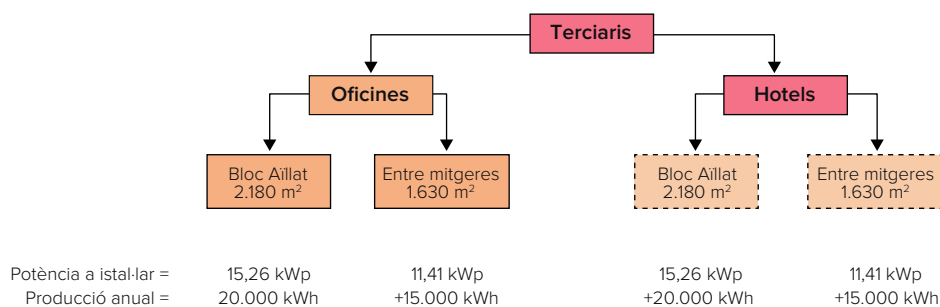 Terciaris
Oficines
Hotels
Bloc Aïllat
2.180 m²
Entre mitgeres
1.630 m²
Bloc Aïllat
2.180 m²
Entre mitgeres
1.630 m²
Potència a istal·lar = 15,26 kWp 11,41 kWp 15,26 kWp 11,41 kWp
Producció anual = 20.000 kWh +15.000 kWh +20.000 kWh +15.000 kWh